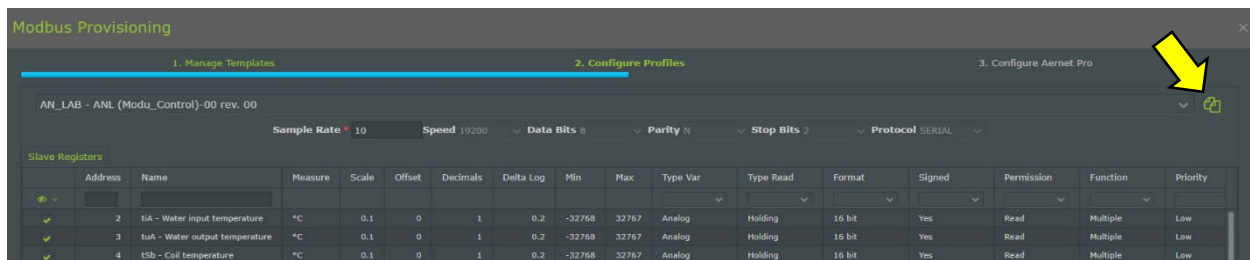 Modbus Provisioning
1. Manage Templates 2. Configure Profiles 3. Configure Aernet Pro
AN_LAB - ANL (Modu_Control)-00 rev. 00
Sample Rate * 10 Speed 19200 Data Bits 8 Parity N Stop Bits 2 Protocol SERIAL
Slave Registers
Address Name Measure Scale Offset Decimals Delta Log Min Max Type Var Type Read Format Signed Permission Function Priority
2 tiA - Water input temperature °C 0.1 0 1 0.2 -32768 32767 Analog Holding 16 bit Yes Read Multiple Low
3 tuA - Water output temperature °C 0.1 0 1 0.2 -32768 32767 Analog Holding 16 bit Yes Read Multiple Low
4 tSb - Coil temperature °C 0.1 0 1 0.2 -32768 32767 Analog Holding 16 bit Yes Read Multiple Low